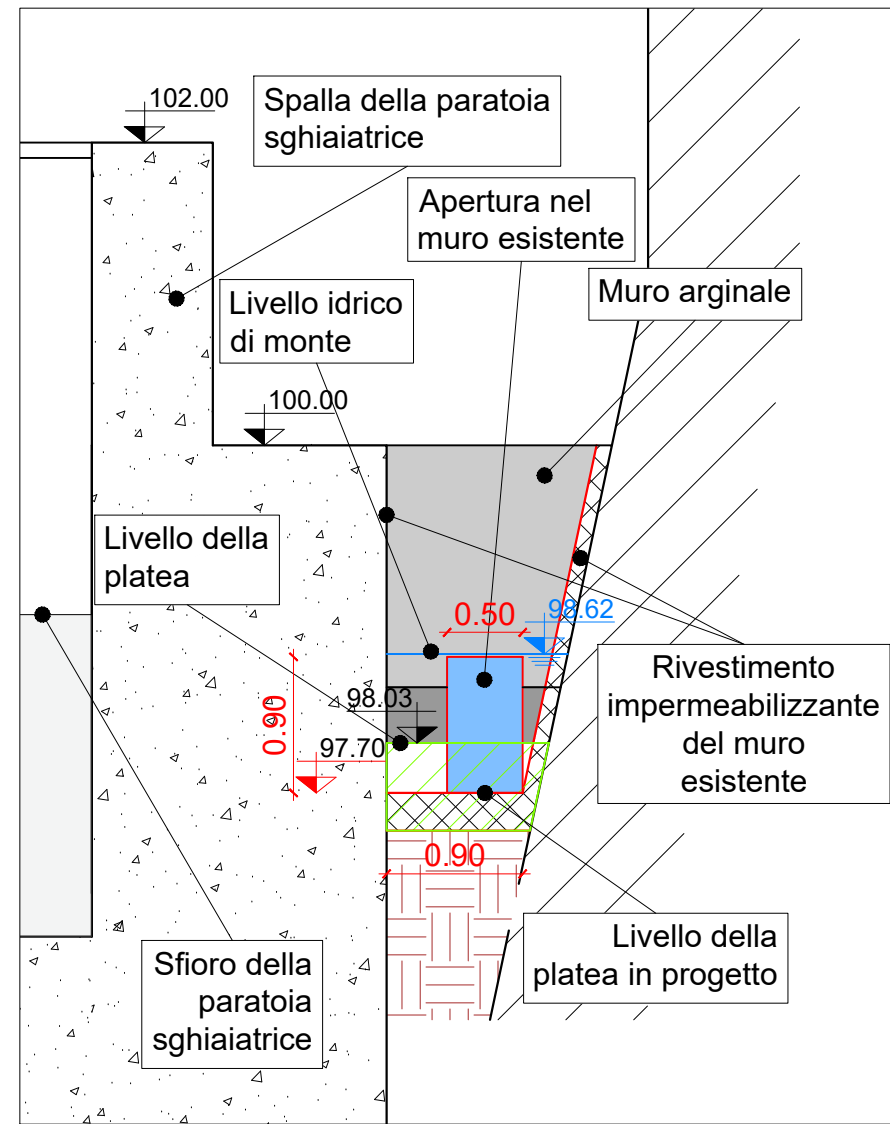 102.00
Spalla della paratoia
sghiaiatrice
Apertura nel
muro esistente
Muro arginale
Livello idrico
di monte
100.00
Livello della
platea
0.50
98.62
Rivestimento
impermeabilizzante
del muro
esistente
98.03
0.90
97.70
0.90
Livello della
platea in progetto
Sfioro della
paratoia
sghiaiatrice